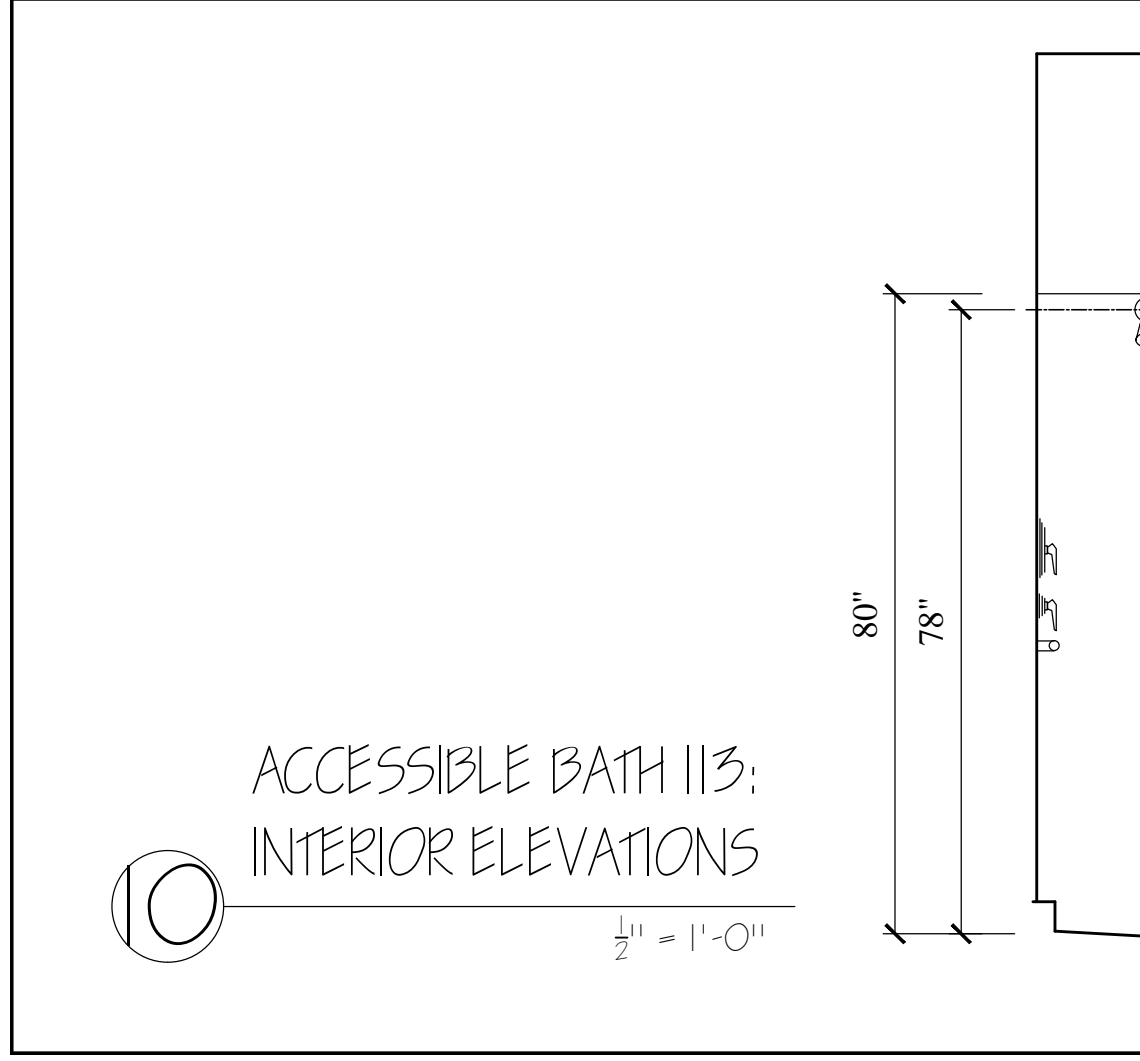 80"
78"
ACCESSIBLE BATH 113:
INTERIOR ELEVATIONS
10
1/2" = 1'-0"